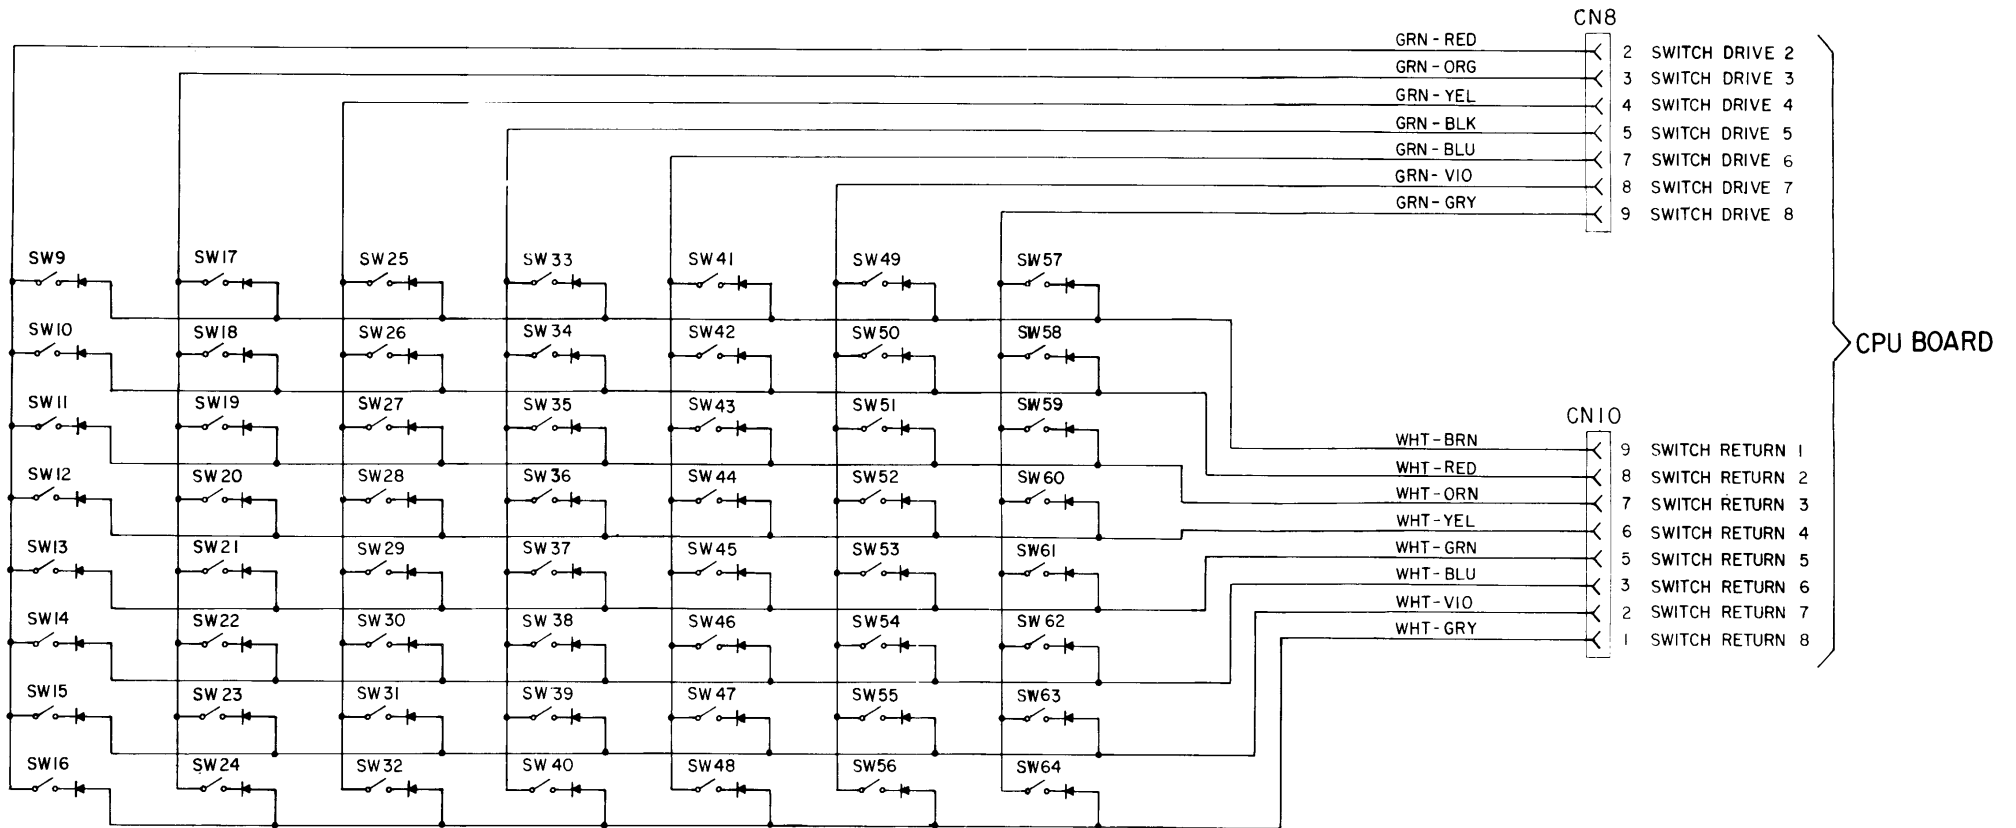 CN8
GRN-RED 2 SWITCH DRIVE 2
GRN-ORG 3 SWITCH DRIVE 3
GRN-YEL 4 SWITCH DRIVE 4
GRN-BLK 5 SWITCH DRIVE 5
GRN-BLU 7 SWITCH DRIVE 6
GRN-VIO 8 SWITCH DRIVE 7
GRN-GRY 9 SWITCH DRIVE 8
SW9 SW17 SW25 SW33 SW41 SW49 SW57
SW10 SW18 SW26 SW34 SW42 SW50 SW58
CPU BOARD
SW11 SW19 SW27 SW35 SW43 SW51 SW59
CN10
WHT-BRN 9 SWITCH RETURN 1
WHT-RED 8 SWITCH RETURN 2
SW12 SW20 SW28 SW36 SW44 SW52 SW60
WHT-ORN 7 SWITCH RETURN 3
WHT-YEL 6 SWITCH RETURN 4
SW13 SW21 SW29 SW37 SW45 SW53 SW61
WHT-GRN 5 SWITCH RETURN 5
WHT-BLU 3 SWITCH RETURN 6
WHT-VIO 2 SWITCH RETURN 7
SW14 SW22 SW30 SW38 SW46 SW54 SW62
WHT-GRY 1 SWITCH RETURN 8
SW15 SW23 SW31 SW39 SW47 SW55 SW63
SW16 SW24 SW32 SW40 SW48 SW56 SW64